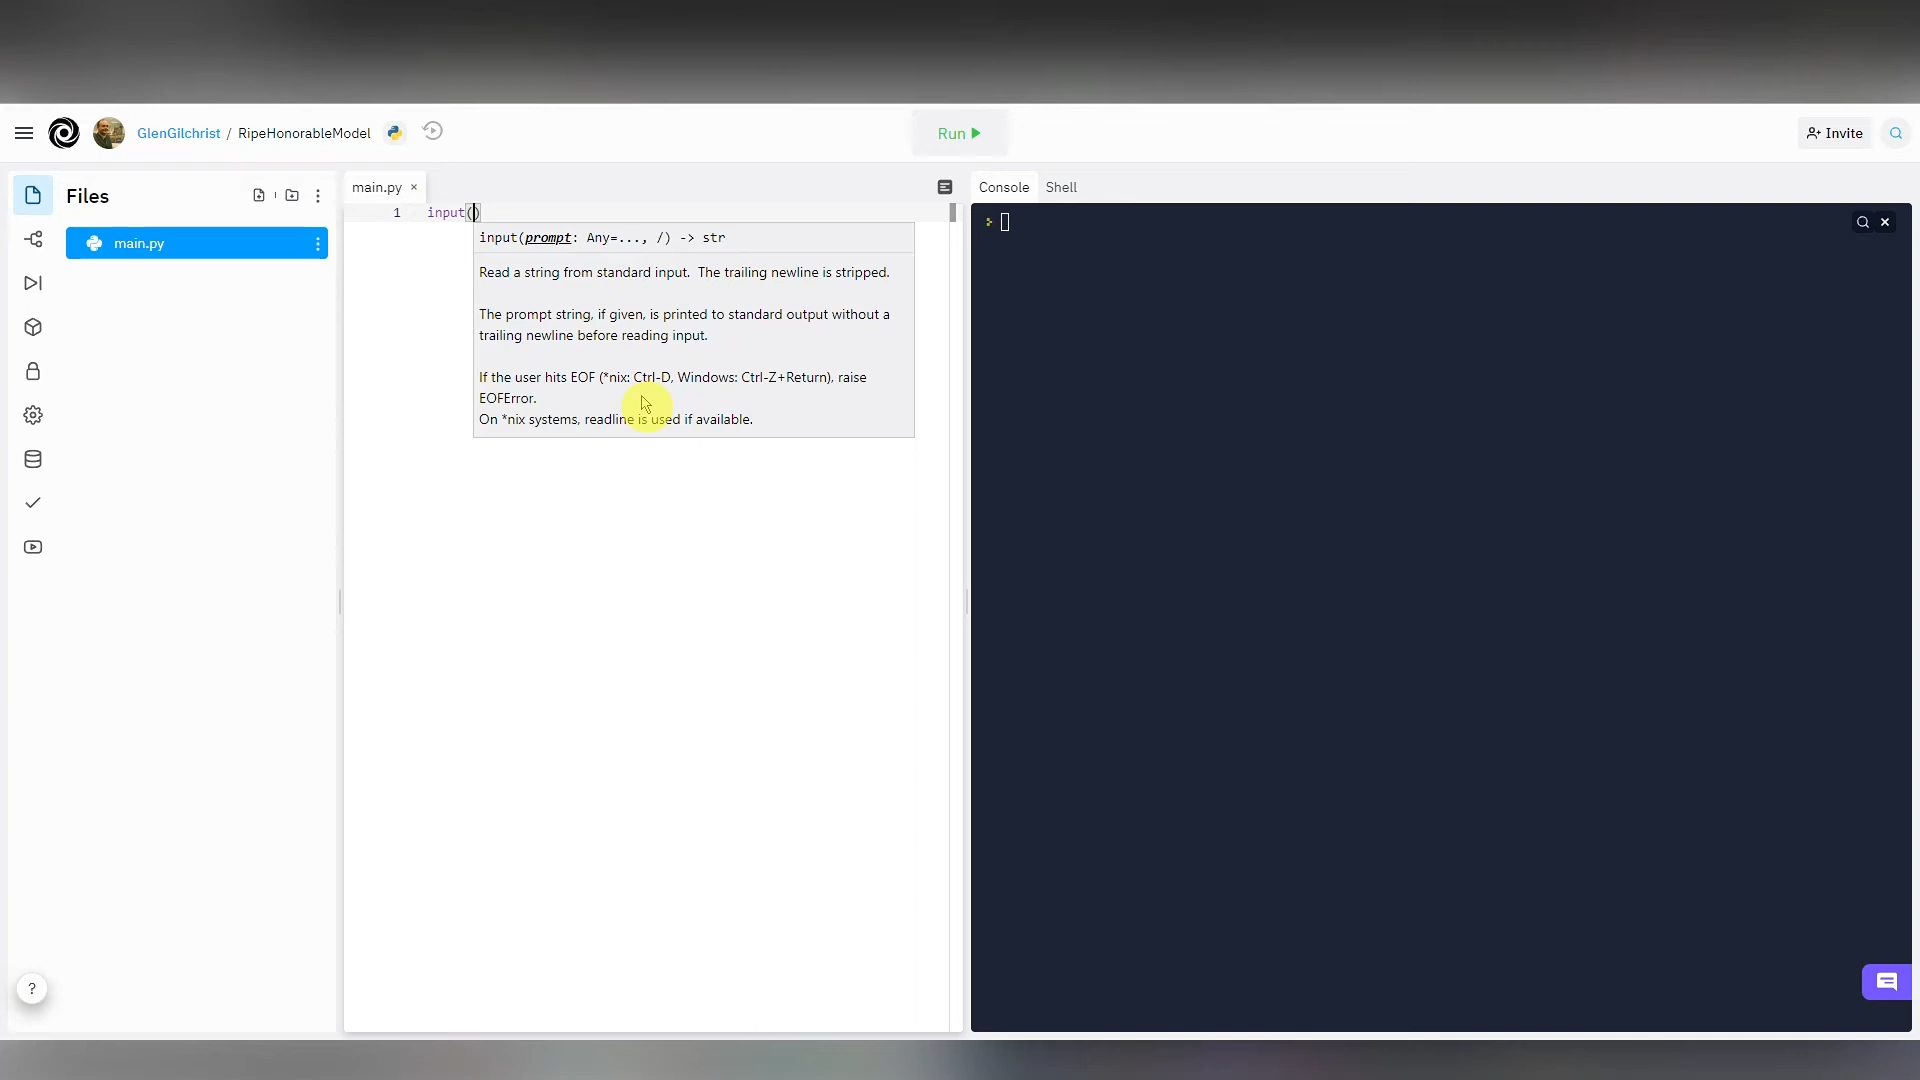 GlenGilchrist / RipeHonorableModel
Run
Invite
Files
main.py
main.py ×
1 input()
input(prompt: Any=..., /) -> str
Read a string from standard input. The trailing newline is stripped.
The prompt string, if given, is printed to standard output without a
trailing newline before reading input.
If the user hits EOF (*nix: Ctrl-D, Windows: Ctrl-Z+Return), raise
EOFError.
On *nix systems, readline is used if available.
Console Shell
>
?